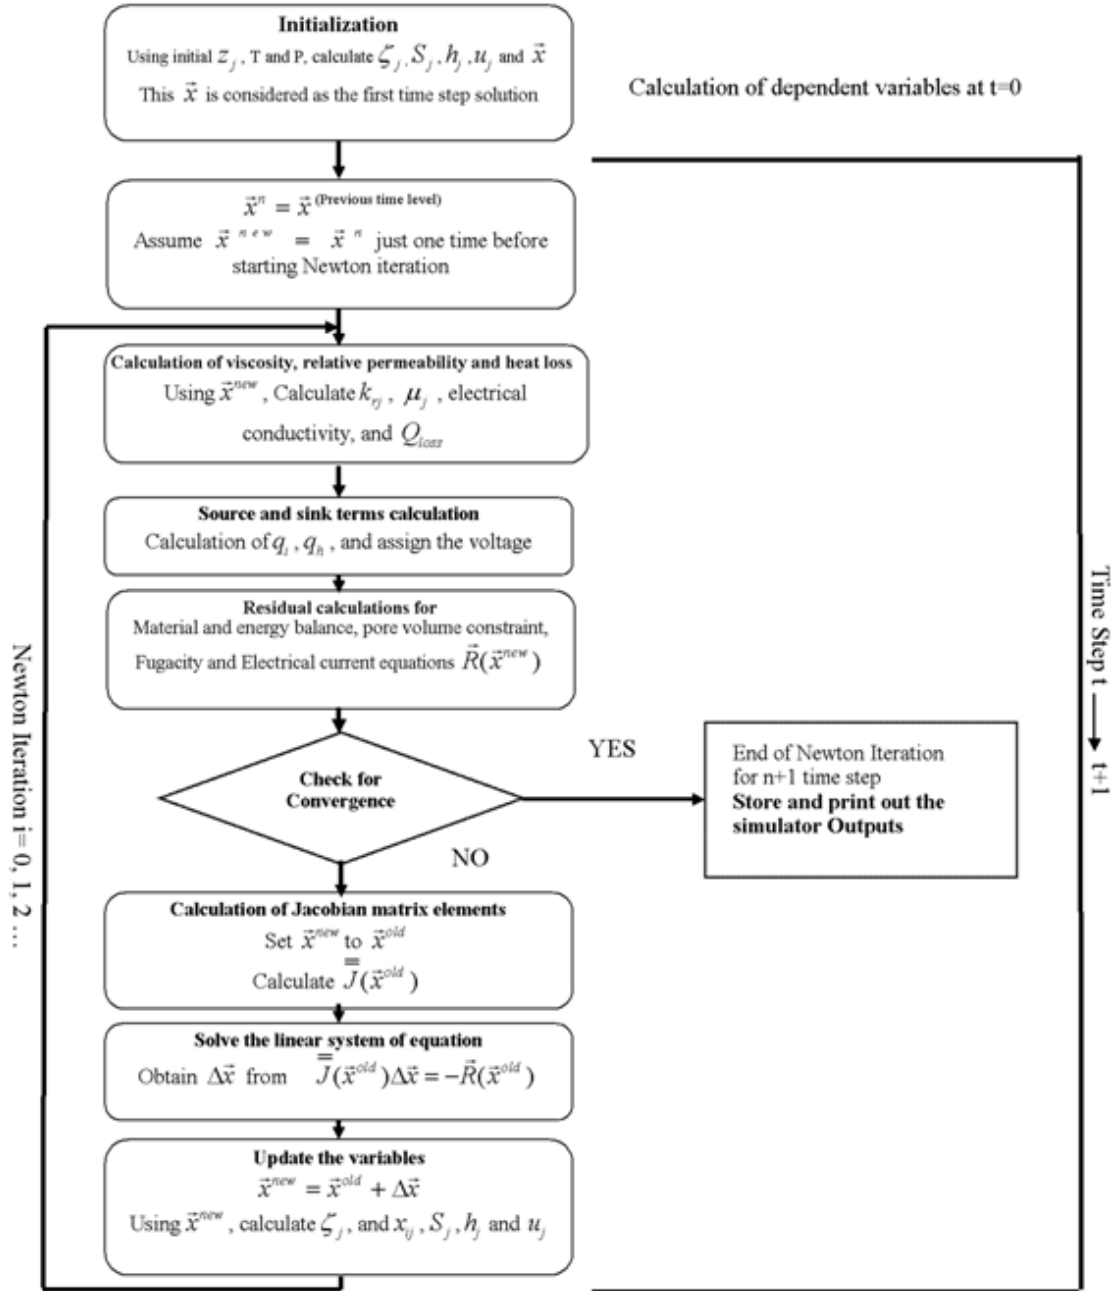 Initialization
Using initial z_j , T and P, calculate ζ_j , S_j , h_j , u_j and x⃗
This x⃗ is considered as the first time step solution
Calculation of dependent variables at t=0
x⃗^n = x⃗ ^(Previous time level)
Assume x⃗ ^new = x⃗ ^n just one time before
starting Newton iteration
Calculation of viscosity, relative permeability and heat loss
Using x⃗^new , Calculate k_rj , μ_j , electrical
conductivity, and Q_loss
Source and sink terms calculation
Calculation of q_i , q_h , and assign the voltage
Residual calculations for
Material and energy balance, pore volume constraint,
Fugacity and Electrical current equations R⃗(x⃗^new)
Check for
Convergence
YES
End of Newton Iteration
for n+1 time step
Store and print out the
simulator Outputs
NO
Calculation of Jacobian matrix elements
Set x⃗^new to x⃗^old
Calculate J̿(x⃗^old)
Solve the linear system of equation
Obtain Δx⃗ from J̿(x⃗^old)Δx⃗ = −R⃗(x⃗^old)
Update the variables
x⃗^new = x⃗^old + Δx⃗
Using x⃗^new , calculate ζ_j , and x_ij , S_j , h_j and u_j
Newton Iteration i= 0, 1, 2 …
Time Step t → t+1